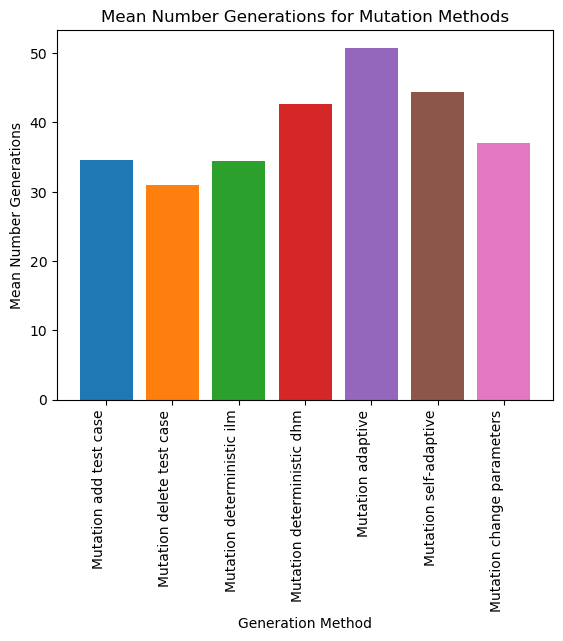 Mean Number Generations for Mutation Methods
Mean Number Generations
50
40
30
20
10
0
Mutation add test case
Mutation delete test case
Mutation deterministic ilm
Mutation deterministic dhm
Mutation adaptive
Mutation self-adaptive
Mutation change parameters
Generation Method